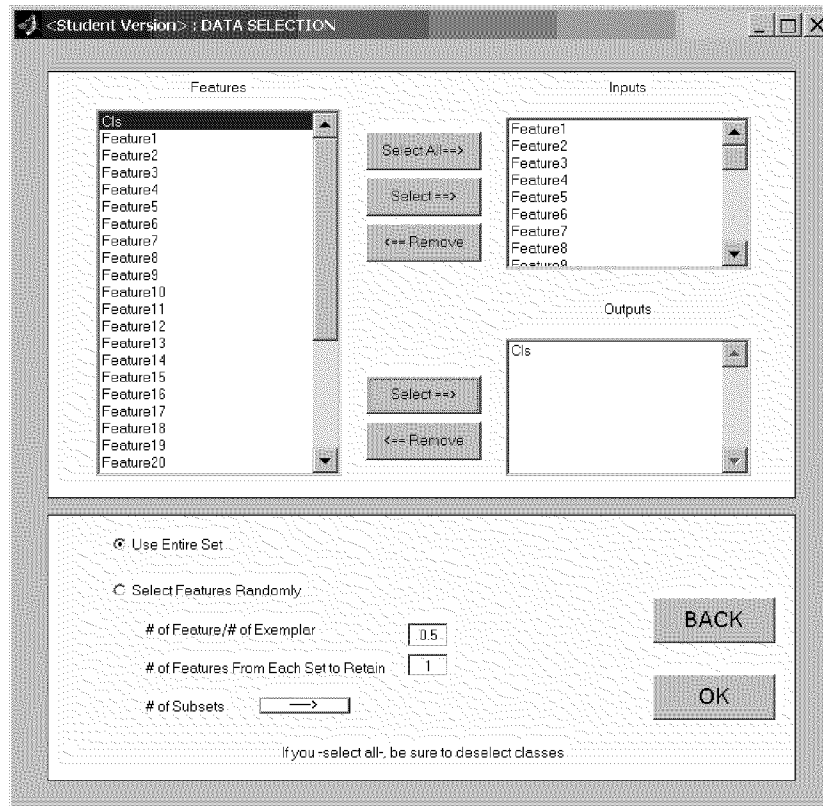 <Student Version> : DATA SELECTION
Features
Cls
Feature1
Feature2
Feature3
Feature4
Feature5
Feature6
Feature7
Feature8
Feature9
Feature10
Feature11
Feature12
Feature13
Feature14
Feature15
Feature16
Feature17
Feature18
Feature19
Feature20
Select All==>
Select ==>
<== Remove
Inputs
Feature1
Feature2
Feature3
Feature4
Feature5
Feature6
Feature7
Feature8
Feature9
Select ==>
<== Remove
Outputs
Cls
Use Entire Set
Select Features Randomly
# of Feature/# of Exemplar 0.5
# of Features From Each Set to Retain 1
# of Subsets --->
BACK
OK
If you -select all-, be sure to deselect classes